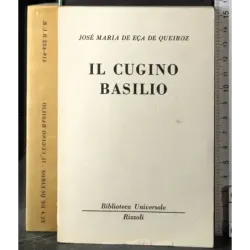 JOSÉ MARIA DE EÇA DE QUEIROZ
IL CUGINO
BASILIO
Biblioteca Universale
Rizzoli